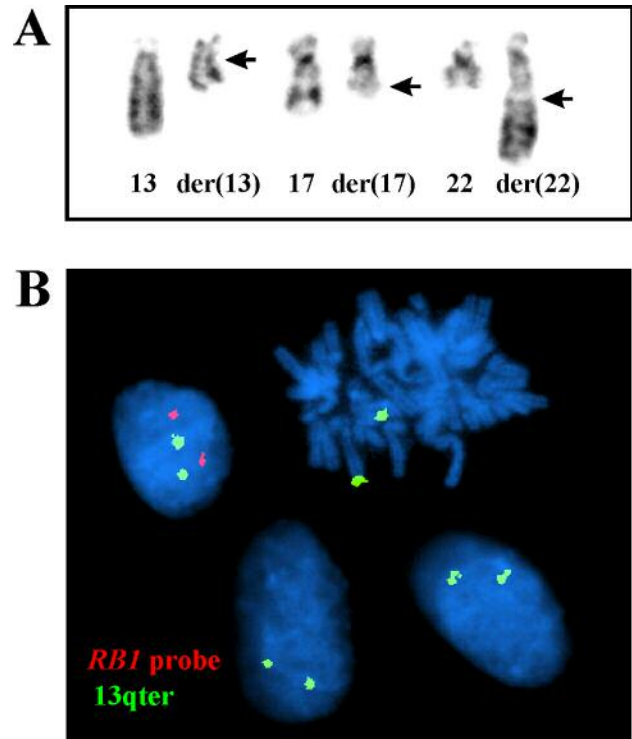 A
13 der(13) 17 der(17) 22 der(22)
B
RB1 probe
13qter